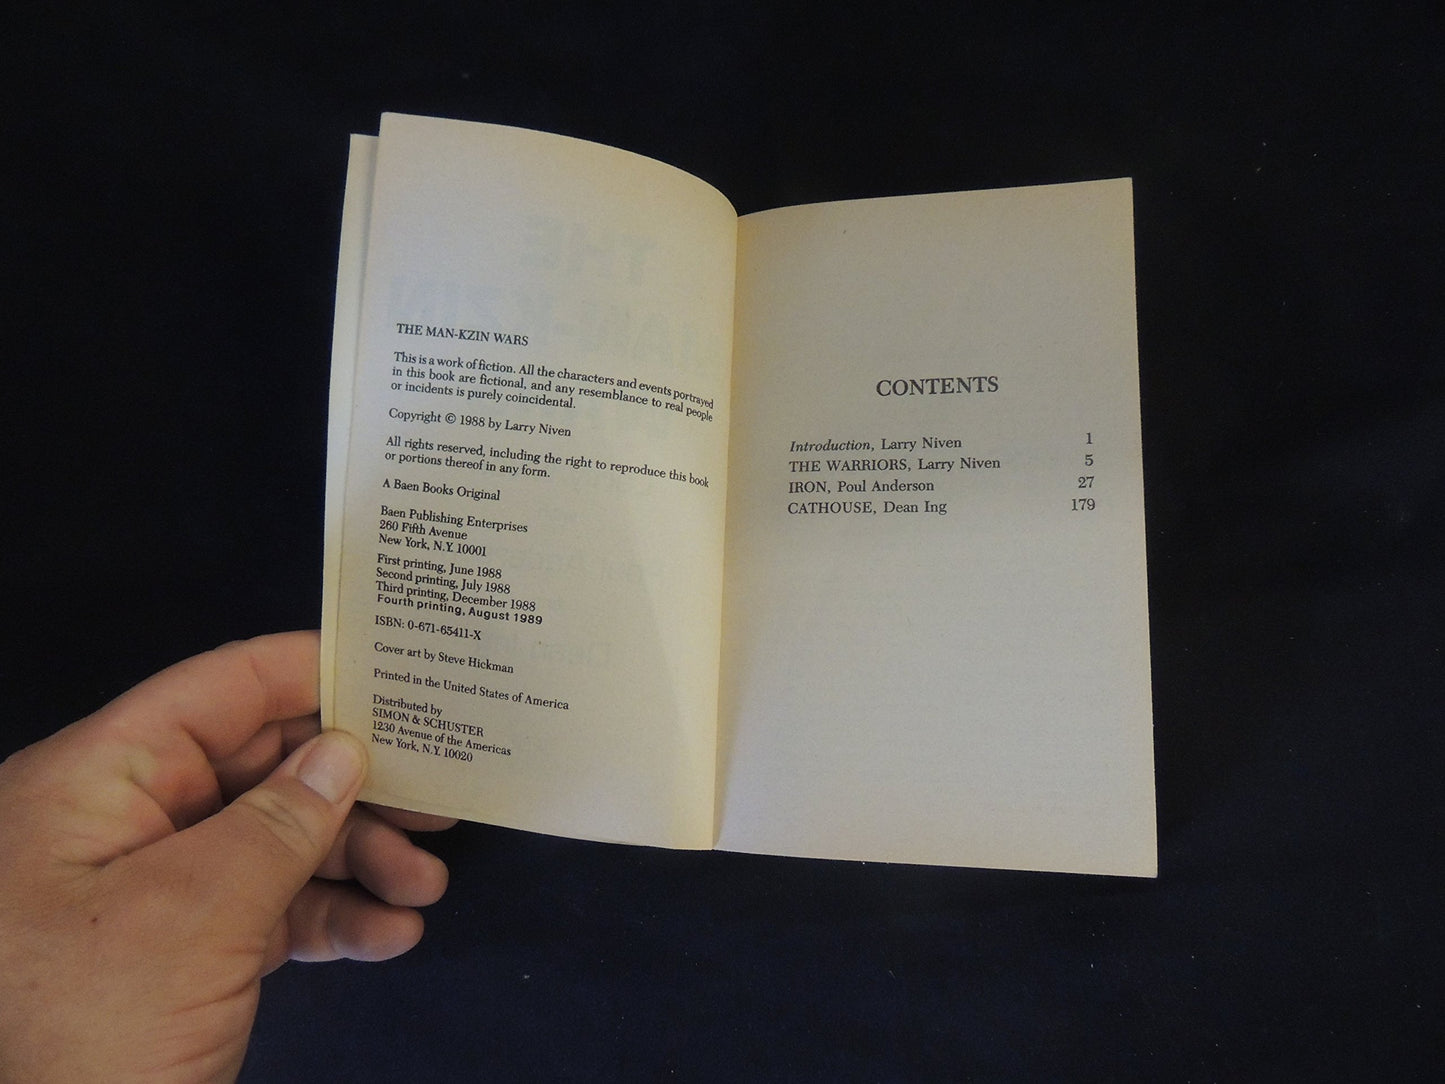 THE MAN-KZIN WARS
This is a work of fiction. All the characters and events portrayed
in this book are fictional, and any resemblance to real people
or incidents is purely coincidental.
Copyright © 1988 by Larry Niven
All rights reserved, including the right to reproduce this book
or portions thereof in any form.
A Baen Books Original
Baen Publishing Enterprises
260 Fifth Avenue
New York, N.Y. 10001
First printing, June 1988
Second printing, July 1988
Third printing, December 1988
Fourth printing, August 1989
ISBN: 0-671-65411-X
Cover art by Steve Hickman
Printed in the United States of America
Distributed by
SIMON & SCHUSTER
1230 Avenue of the Americas
New York, N.Y. 10020
CONTENTS
Introduction, Larry Niven 1
THE WARRIORS, Larry Niven 5
IRON, Poul Anderson 27
CATHOUSE, Dean Ing 179